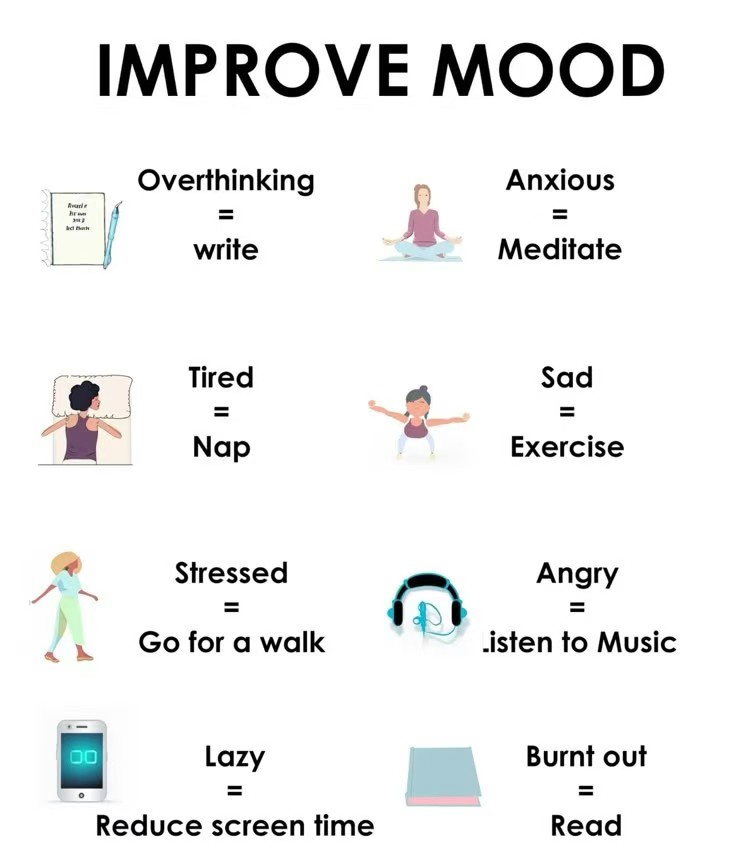 IMPROVE MOOD
Overthinking
=
write
Anxious
=
Meditate
Tired
=
Nap
Sad
=
Exercise
Stressed
=
Go for a walk
Angry
=
Listen to Music
Lazy
=
Reduce screen time
Burnt out
=
Read